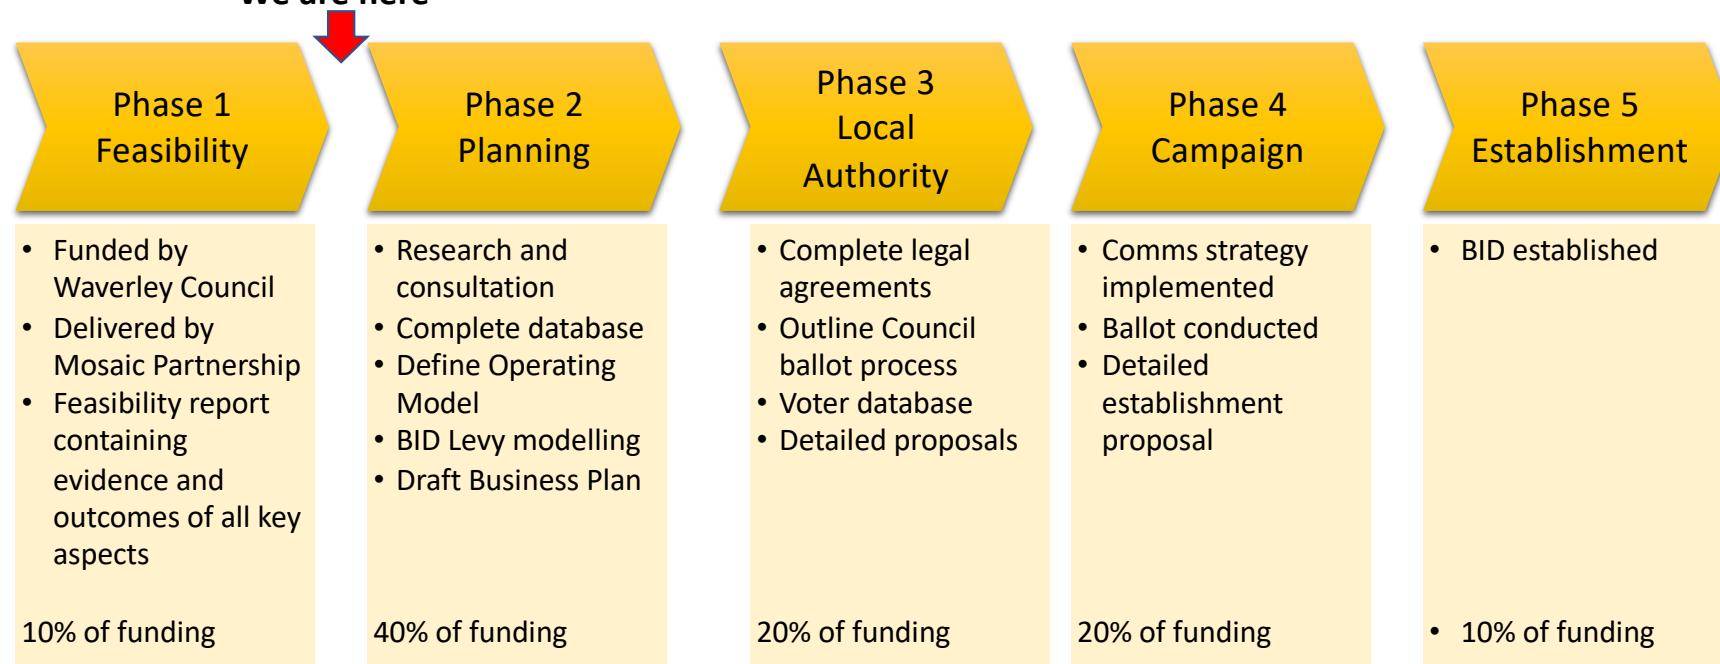 We are here
Phase 1
Feasibility
• Funded by
Waverley Council
• Delivered by
Mosaic Partnership
• Feasibility report
containing
evidence and
outcomes of all key
aspects
10% of funding
Phase 2
Planning
• Research and
consultation
• Complete database
• Define Operating
Model
• BID Levy modelling
• Draft Business Plan
40% of funding
Phase 3
Local
Authority
• Complete legal
agreements
• Outline Council
ballot process
• Voter database
• Detailed proposals
20% of funding
Phase 4
Campaign
• Comms strategy
implemented
• Ballot conducted
• Detailed
establishment
proposal
20% of funding
Phase 5
Establishment
• BID established
• 10% of funding